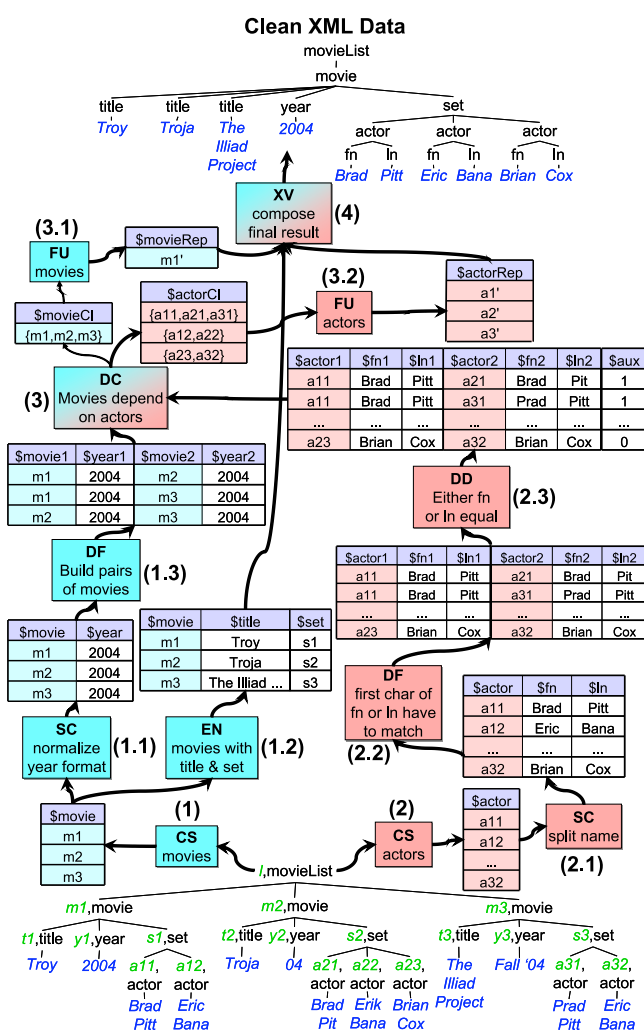 Clean XML Data
movieList
movie
title title title year set
Troy Troja The Illiad Project 2004
actor actor actor
fn ln fn ln fn ln
Brad Pitt Eric Bana Brian Cox
XV
compose
final result
(4)
(3.1)
FU
movies
$movieRep
m1'
$movieCl
{m1,m2,m3}
$actorCl
{a11,a21,a31}
{a12,a22}
{a23,a32}
(3.2)
FU
actors
$actorRep
a1'
a2'
a3'
(3)
DC
Movies depend
on actors
$actor1 $fn1 $ln1 $actor2 $fn2 $ln2 $aux
a11 Brad Pitt a21 Brad Pit 1
a11 Brad Pitt a31 Prad Pitt 1
... ... ... ... ... ... ...
a23 Brian Cox a32 Brian Cox 0
$movie1 $year1 $movie2 $year2
m1 2004 m2 2004
m1 2004 m3 2004
m2 2004 m3 2004
DD
Either fn
or ln equal
(2.3)
DF
Build pairs
of movies
(1.3)
$actor1 $fn1 $ln1 $actor2 $fn2 $ln2
a11 Brad Pitt a21 Brad Pit
a11 Brad Pitt a31 Prad Pitt
... ... ... ... ... ...
a23 Brian Cox a32 Brian Cox
$movie $year
m1 2004
m2 2004
m3 2004
$movie $title $set
m1 Troy s1
m2 Troja s2
m3 The Illiad ... s3
DF
first char of
fn or ln have
to match
(2.2)
$actor $fn $ln
a11 Brad Pitt
a12 Eric Bana
... ... ...
a32 Brian Cox
SC
normalize
year format
(1.1)
EN
movies with
title & set
(1.2)
$movie
m1
m2
m3
(1)
CS
movies
(2)
CS
actors
$actor
a11
a12
...
a32
SC
split name
(2.1)
l,movieList
m1,movie m2,movie m3,movie
t1,title y1,year s1,set t2,title y2,year s2,set t3,title y3,year s3,set
Troy 2004 Troja 04 The Illiad Project Fall '04
a11, a12, a21, a22, a23, a31, a32,
actor actor actor actor actor actor actor
Brad Eric Brad Erik Brian Prad Eric
Pitt Bana Pit Bana Cox Pitt Bana